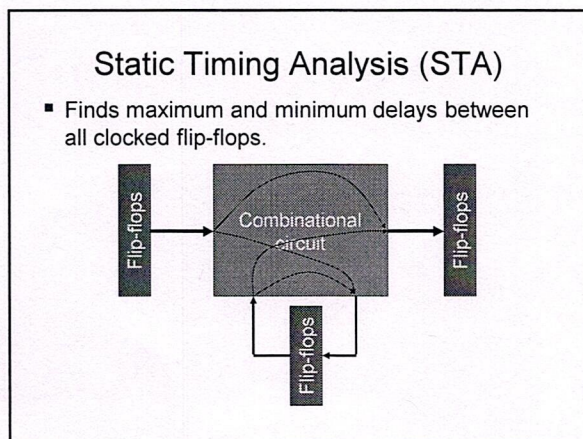 Static Timing Analysis (STA)
▪ Finds maximum and minimum delays between
all clocked flip-flops.
Flip-flops
Combinational
circuit
Flip-flops
Flip-flops